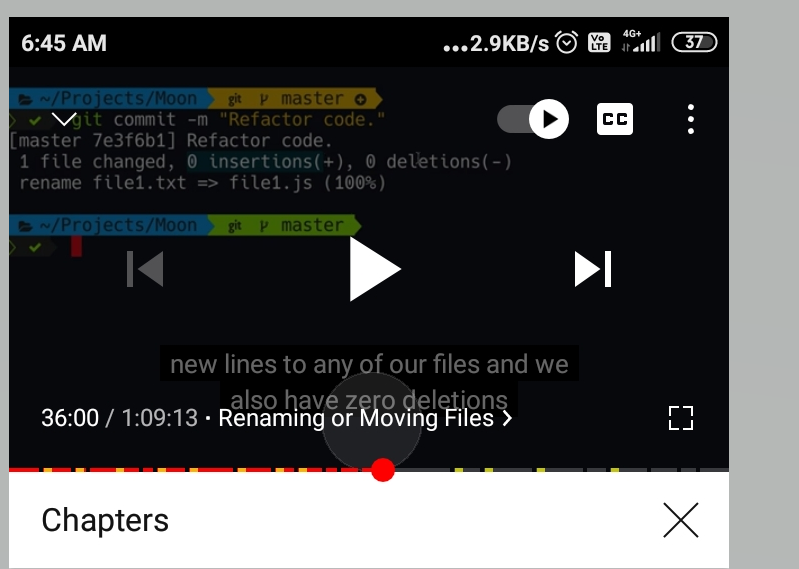 6:45 AM ...2.9KB/s Vo LTE 4G+ 37
~/Projects/Moon git master
git commit -m "Refactor code."
[master 7e3f6b1] Refactor code.
1 file changed, 0 insertions(+), 0 deletions(-)
rename file1.txt => file1.js (100%)
~/Projects/Moon git master
CC
new lines to any of our files and we
also have zero deletions
36:00 / 1:09:13 · Renaming or Moving Files >
Chapters